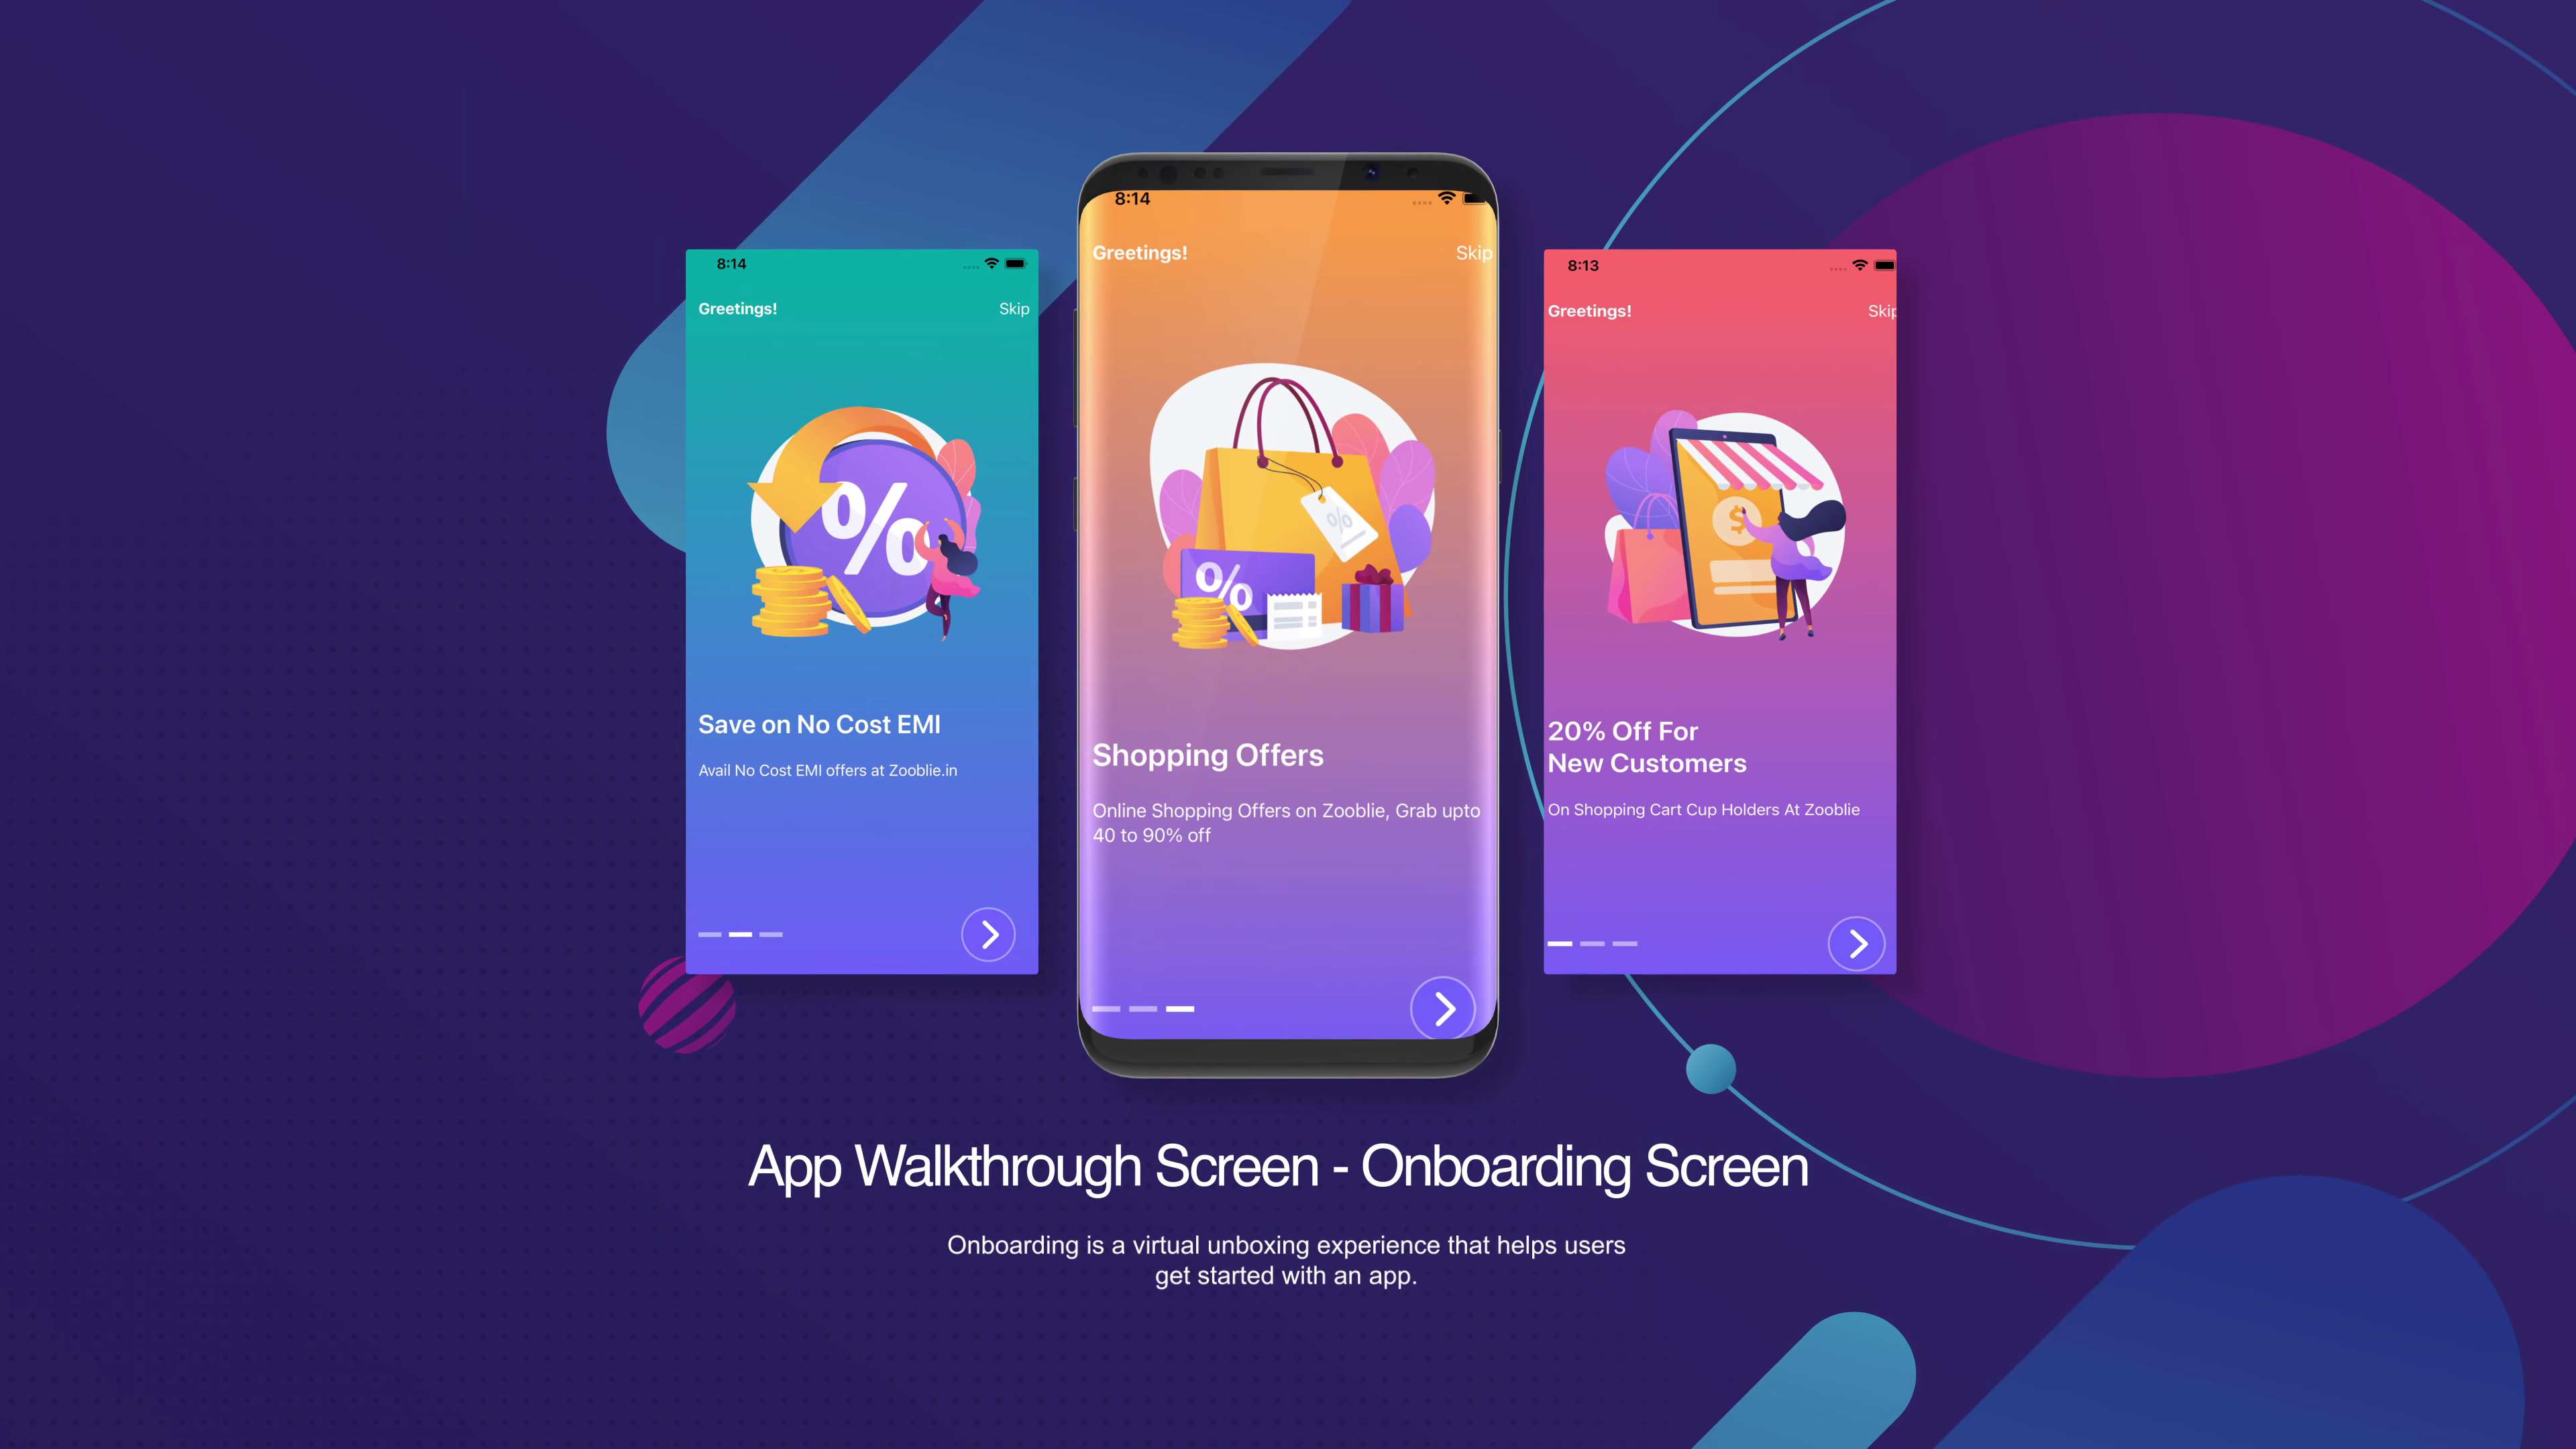 8:14
Greetings!
Skip
%
Save on No Cost EMI
Avail No Cost EMI offers at Zooblie.in
8:14
Greetings!
Skip
%
%
Shopping Offers
Online Shopping Offers on Zooblie, Grab upto
40 to 90% off
8:13
Greetings!
Skip
$
20% Off For
New Customers
On Shopping Cart Cup Holders At Zooblie
App Walkthrough Screen - Onboarding Screen
Onboarding is a virtual unboxing experience that helps users
get started with an app.